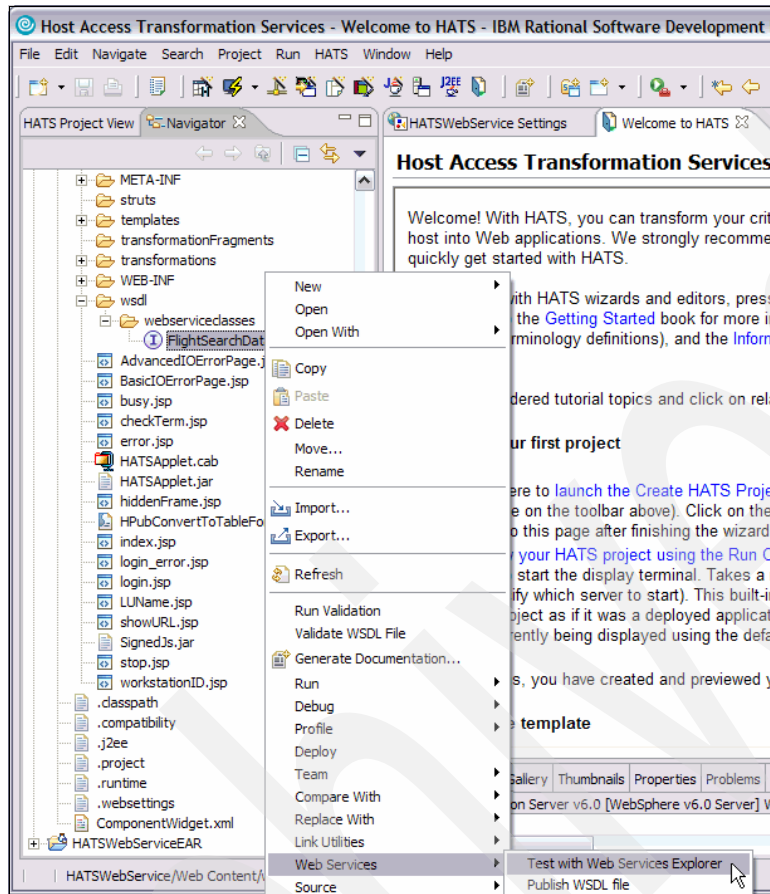 Host Access Transformation Services - Welcome to HATS - IBM Rational Software Development
File Edit Navigate Search Project Run HATS Window Help
HATS Project View Navigator
HATSWebService Settings Welcome to HATS
Host Access Transformation Services
META-INF
struts
templates
transformationFragments
transformations
WEB-INF
wsdl
webserviceclasses
FlightSearchDat
AdvancedIOErrorPage.j
BasicIOErrorPage.jsp
busy.jsp
checkTerm.jsp
error.jsp
HATSApplet.cab
HATSApplet.jar
hiddenFrame.jsp
HPubConvertToTableFo
index.jsp
login_error.jsp
login.jsp
LUName.jsp
showURL.jsp
SignedJs.jar
stop.jsp
workstationID.jsp
.classpath
.compatibility
.j2ee
.project
.runtime
.websettings
ComponentWidget.xml
HATSWebServiceEAR
HATSWebService/Web Content/
New
Open
Open With
Copy
Paste
Delete
Move...
Rename
Import...
Export...
Refresh
Run Validation
Validate WSDL File
Generate Documentation...
Run
Debug
Profile
Deploy
Team
Compare With
Replace With
Link Utilities
Web Services
Source
Test with Web Services Explorer
Publish WSDL file
Welcome! With HATS, you can transform your crit
host into Web applications. We strongly recomme
quickly get started with HATS.
with HATS wizards and editors, press
the Getting Started book for more i
rminology definitions), and the Inform
dered tutorial topics and click on rel
ur first project
ere to launch the Create HATS Proje
e on the toolbar above). Click on the
o this page after finishing the wizard
y your HATS project using the Run O
start the display terminal. Takes a
ify which server to start). This built-i
oject as if it was a deployed applicat
rently being displayed using the defa
s, you have created and previewed y
e template
Gallery Thumbnails Properties Problems
on Server v6.0 [WebSphere v6.0 Server] W